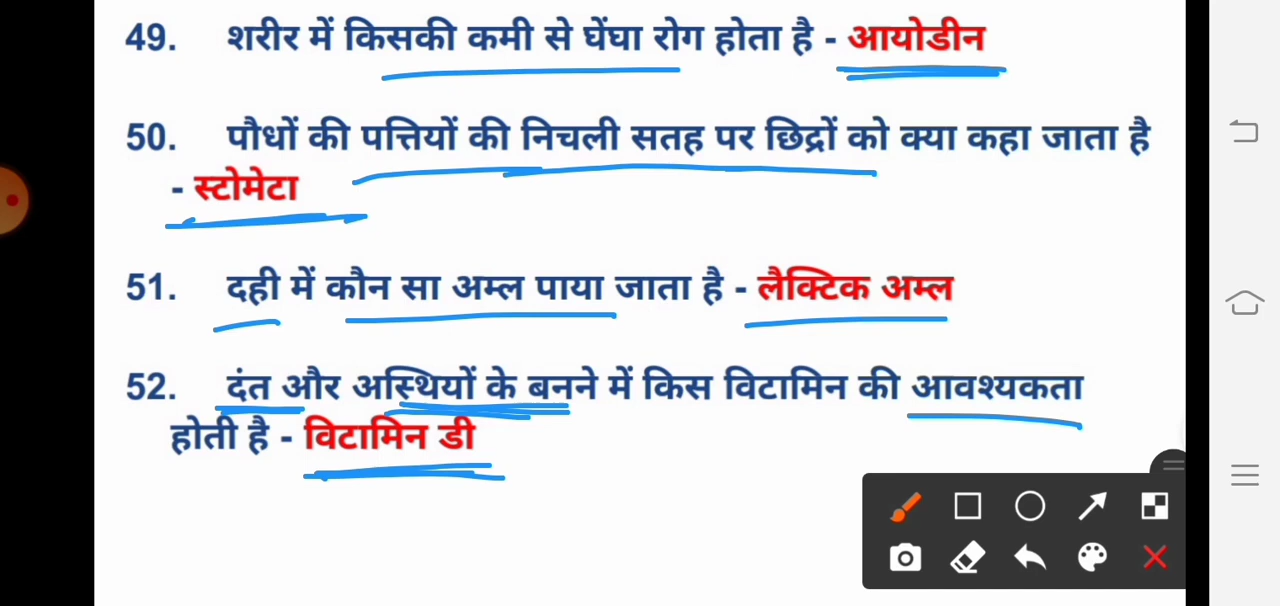 49. शरीर में किसकी कमी से घेंघा रोग होता है - आयोडीन
50. पौधों की पत्तियों की निचली सतह पर छिद्रों को क्या कहा जाता है
- स्टोमेटा
51. दही में कौन सा अम्ल पाया जाता है - लैक्टिक अम्ल
52. दंत और अस्थियों के बनने में किस विटामिन की आवश्यकता
होती है - विटामिन डी